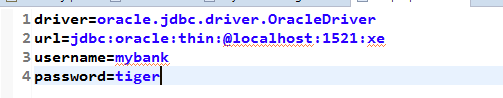 1 driver=oracle.jdbc.driver.OracleDriver
2 url=jdbc:oracle:thin:@localhost:1521:xe
3 username=mybank
4 password=tiger